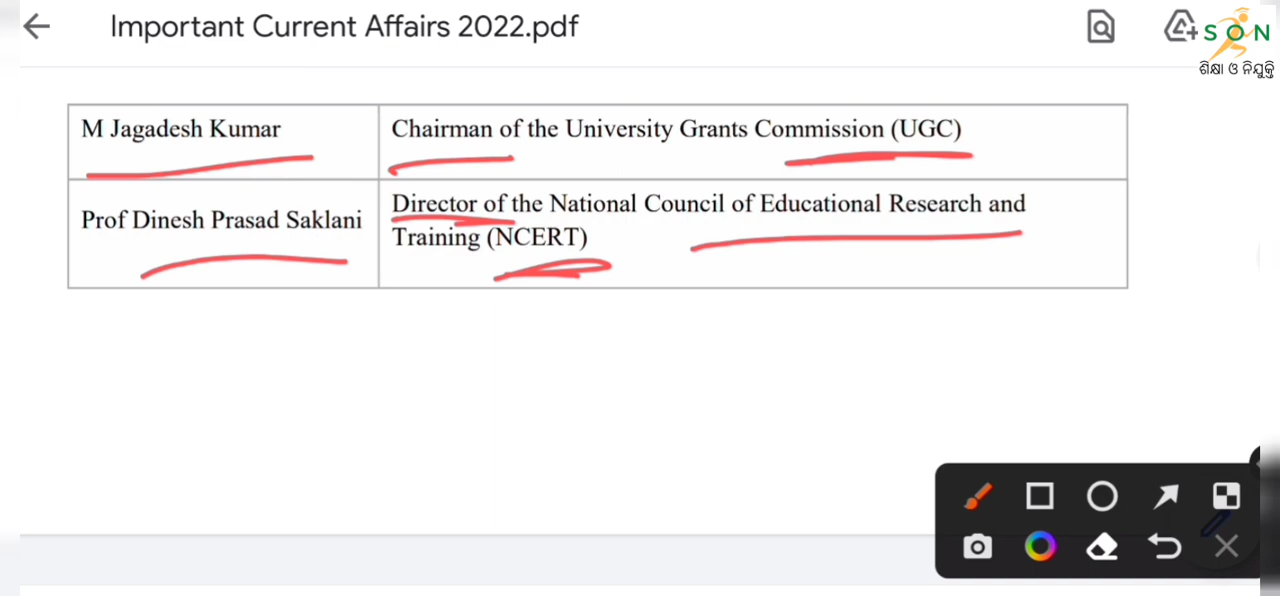 Important Current Affairs 2022.pdf
SON
ଶିକ୍ଷା ଓ ନିଯୁକ୍ତି
M Jagadesh Kumar
Chairman of the University Grants Commission (UGC)
Prof Dinesh Prasad Saklani
Director of the National Council of Educational Research and
Training (NCERT)